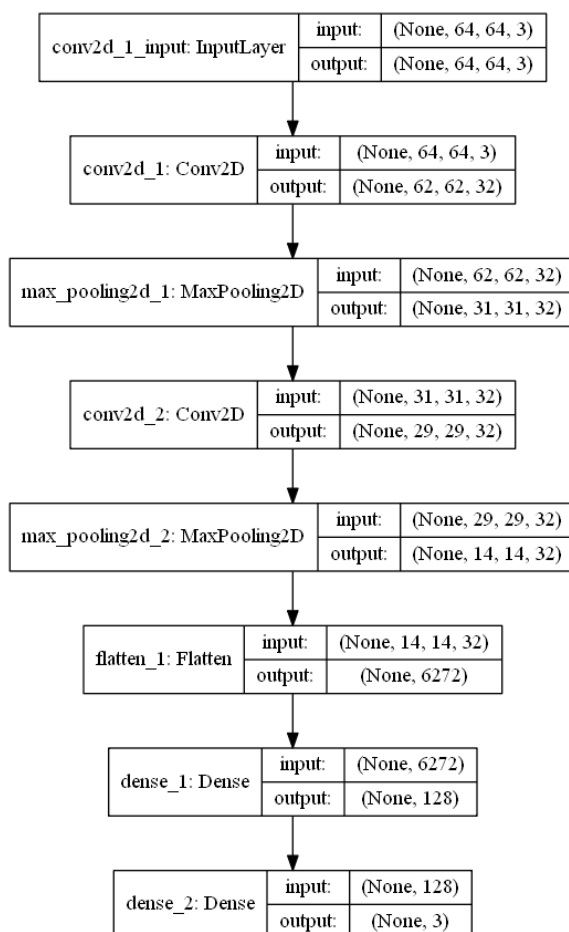 conv2d_1_input: InputLayer
input: (None, 64, 64, 3)
output: (None, 64, 64, 3)
conv2d_1: Conv2D
input: (None, 64, 64, 3)
output: (None, 62, 62, 32)
max_pooling2d_1: MaxPooling2D
input: (None, 62, 62, 32)
output: (None, 31, 31, 32)
conv2d_2: Conv2D
input: (None, 31, 31, 32)
output: (None, 29, 29, 32)
max_pooling2d_2: MaxPooling2D
input: (None, 29, 29, 32)
output: (None, 14, 14, 32)
flatten_1: Flatten
input: (None, 14, 14, 32)
output: (None, 6272)
dense_1: Dense
input: (None, 6272)
output: (None, 128)
dense_2: Dense
input: (None, 128)
output: (None, 3)